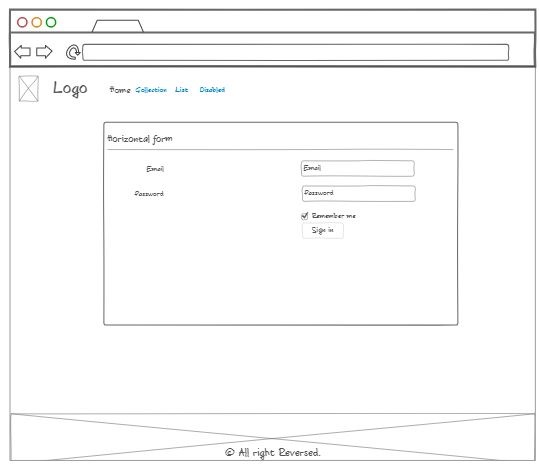 Logo Home Collection List Disabled
Horizontal form
Email Email
Password Password
Remember me
Sign in
© All right Reversed.